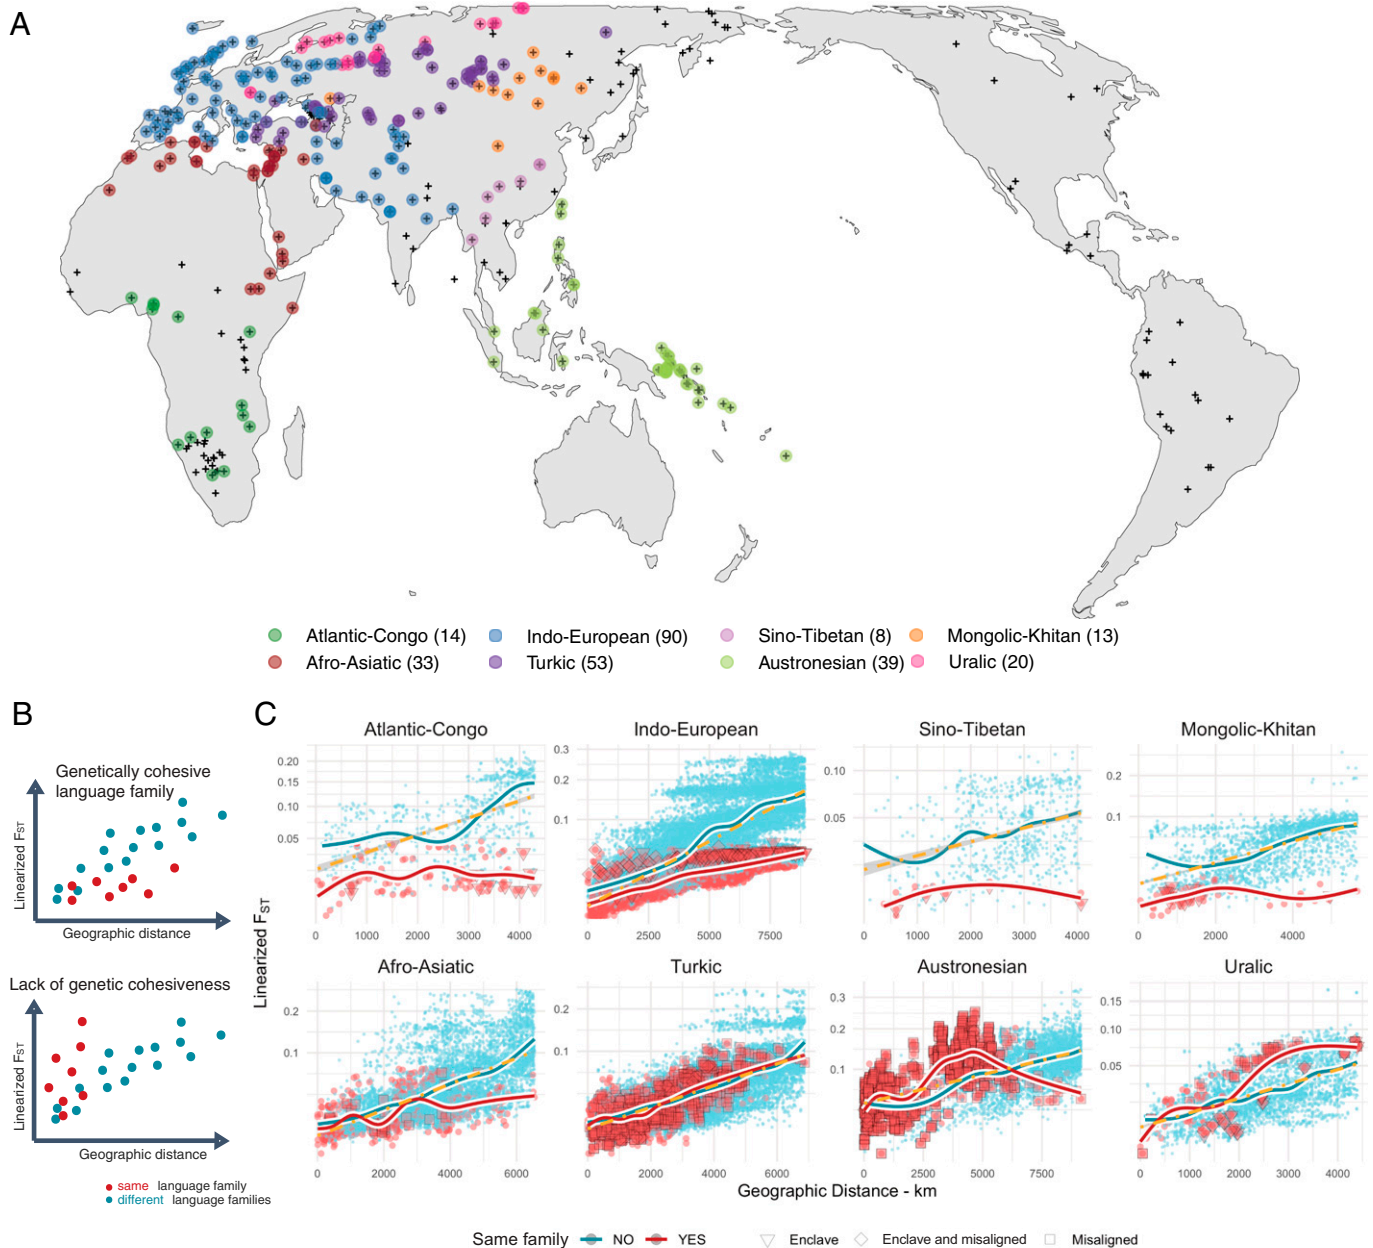 A
Atlantic-Congo (14)
Indo-European (90)
Sino-Tibetan (8)
Mongolic-Khitan (13)
Afro-Asiatic (33)
Turkic (53)
Austronesian (39)
Uralic (20)
B
Genetically cohesive
language family
Linearized FST
Geographic distance
Lack of genetic cohesiveness
Linearized FST
Geographic distance
same language family
different language families
C
Linearized FST
Atlantic-Congo
0.20
0.15
0.10
0.05
0 1000 2000 3000 4000
Indo-European
0.3
0.2
0.1
0 2500 5000 7500
Sino-Tibetan
0.10
0.05
0 1000 2000 3000 4000
Mongolic-Khitan
0.2
0.1
0 2000 4000
Afro-Asiatic
0.2
0.1
0 2000 4000 6000
Turkic
0.2
0.1
0 2000 4000 6000
Austronesian
0.3
0.2
0.1
0 2500 5000 7500
Uralic
0.15
0.10
0.05
0 1000 2000 3000 4000
Geographic Distance - km
Same family NO YES Enclave Enclave and misaligned Misaligned